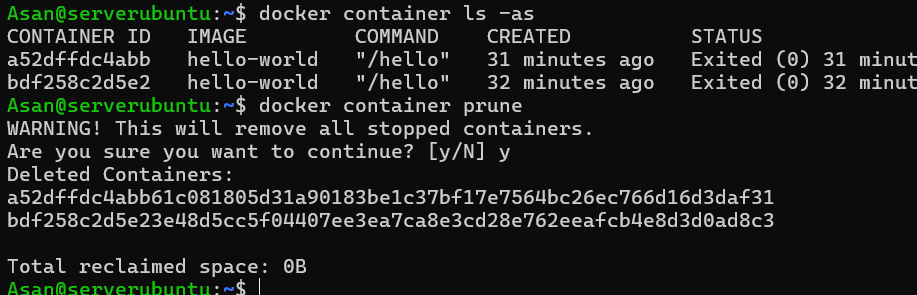 Asan@serverubuntu:~$ docker container ls -as
CONTAINER ID   IMAGE         COMMAND    CREATED          STATUS
a52dffdc4abb   hello-world   "/hello"   31 minutes ago   Exited (0) 31 minut
bdf258c2d5e2   hello-world   "/hello"   32 minutes ago   Exited (0) 32 minut
Asan@serverubuntu:~$ docker container prune
WARNING! This will remove all stopped containers.
Are you sure you want to continue? [y/N] y
Deleted Containers:
a52dffdc4abb61c081805d31a90183be1c37bf17e7564bc26ec766d16d3daf31
bdf258c2d5e23e48d5cc5f04407ee3ea7ca8e3cd28e762eeafcb4e8d3d0ad8c3
Total reclaimed space: 0B
Asan@serverubuntu:~$